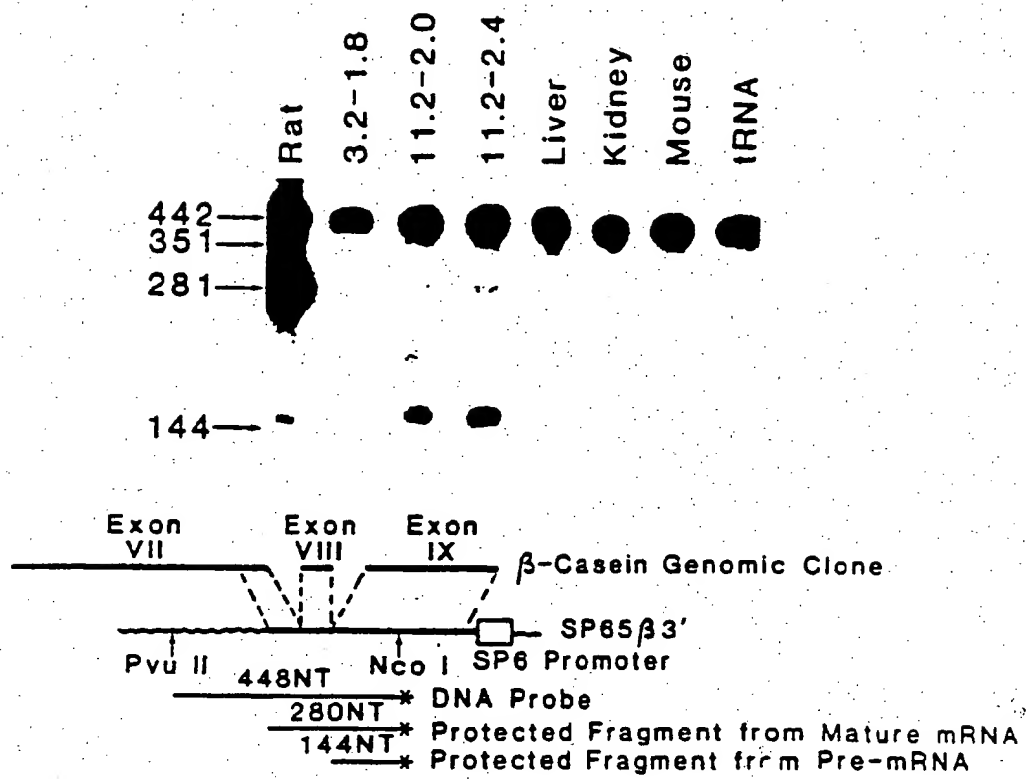 Rat 3.2-1.8 11.2-2.0 11.2-2.4 Liver Kidney Mouse tRNA
442
351
281
144
Exon VII
Exon VIII
Exon IX
β-Casein Genomic Clone
SP65β3'
Pvu II
Nco I
SP6 Promoter
448NT
* DNA Probe
280NT
* Protected Fragment from Mature mRNA
144NT
* Protected Fragment from Pre-mRNA